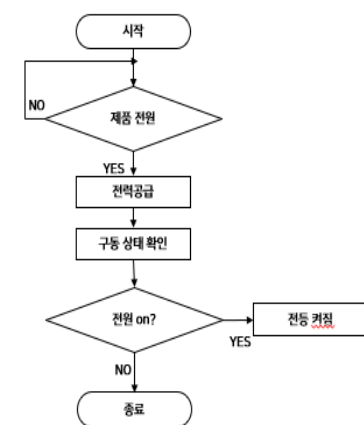 시작
NO
제품 전원
YES
전력공급
구동 상태 확인
전원 on?
전등 켜짐
YES
NO
종료